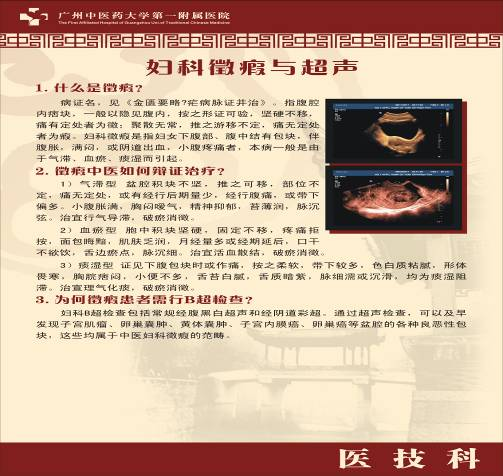 广州中医药大学第一附属医院
The First Affiliated Hospital of Guangzhou Uni.of Traditional Chinese Medicine
妇科徵瘕与超声
1. 什么是徵瘕?
病证名，见《金匮要略?疟病脉证并治》。指腹腔
内痞块，一般以隐见腹内，按之形证可验，坚硬不移，
痛有定处者为徵；聚散无常，推之游移不定，痛无定处
者为瘕。妇科徵瘕是指妇女下腹部、腹中结有包块，伴
腹胀，满闷，或阴道出血，小腹疼痛者，本病一般是由
于气滞、血瘀、痰湿而引起。
2. 徵瘕中医如何辩证治疗?
1）气滞型 盆腔积块不坚，推之可移，部位不
定，痛无定处，或有经行后期量少，经行腹痛，或带下
偏多。小腹胀满，胸闷嗳气，精神抑郁，苔薄润，脉沉
弦。治宜行气导滞，破瘀消徵。
2）血瘀型 胞中积块坚硬，固定不移，疼痛拒
按，面包晦黯，肌肤乏润，月经量多或经期延后，口干
不欲饮，舌边瘀点，脉沉细。治宜活血散结，破瘀消徵。
3）痰湿型 证见下腹包块时或作痛，按之柔软，带下较多，色白质粘腻，形体
畏寒，胸脘痞闷，小便不多，舌苔白腻，舌质暗紫，脉细濡或沉滑，均为痰湿阻
滞。治宜理气化痰，破瘀消徵。
3. 为何徵瘕患者需行B超检查?
妇科B超检查包括常规经腹黑白超声和经阴道彩超。通过超声检查，可以及早
发现子宫肌瘤、卵巢囊肿、黄体囊肿、子宫内膜癌、卵巢癌等盆腔的各种良恶性包
块，这些均属于中医妇科徵瘕的范畴。
医技科